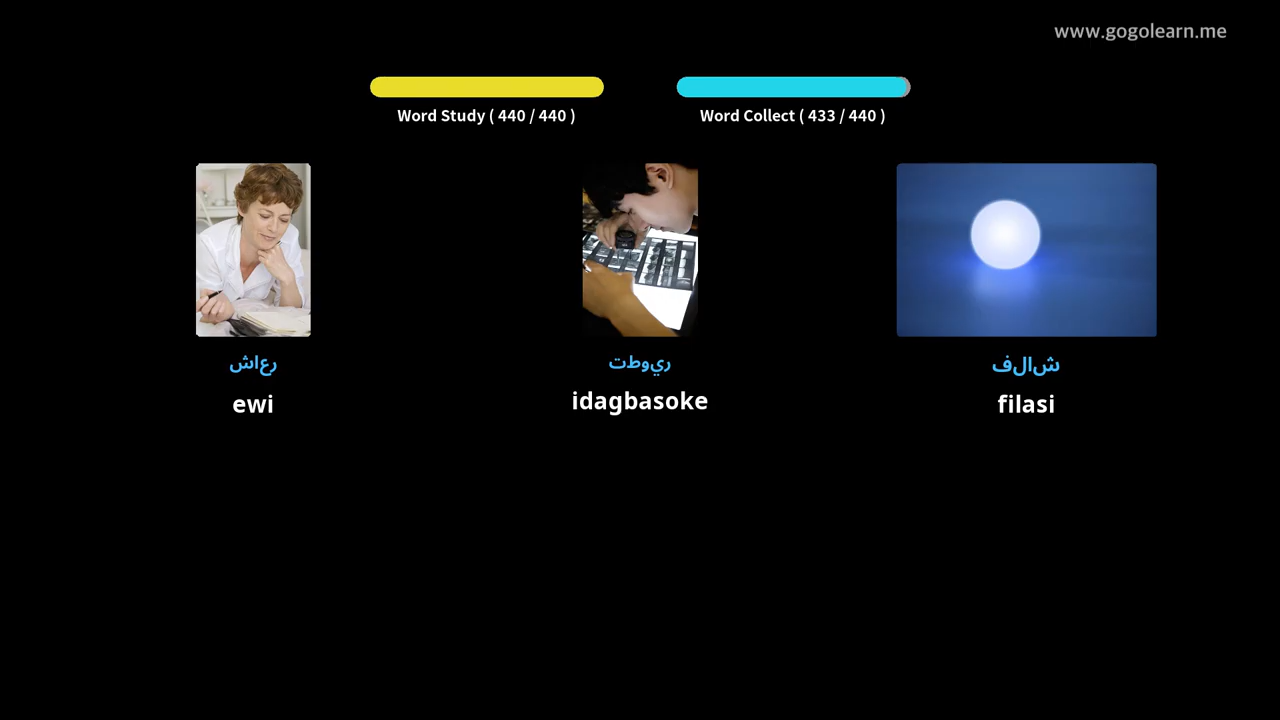 www.gogolearn.me
Word Study ( 440 / 440 )
Word Collect ( 433 / 440 )
رعاش
ewi
ريوطت
idagbasoke
شالف
filasi